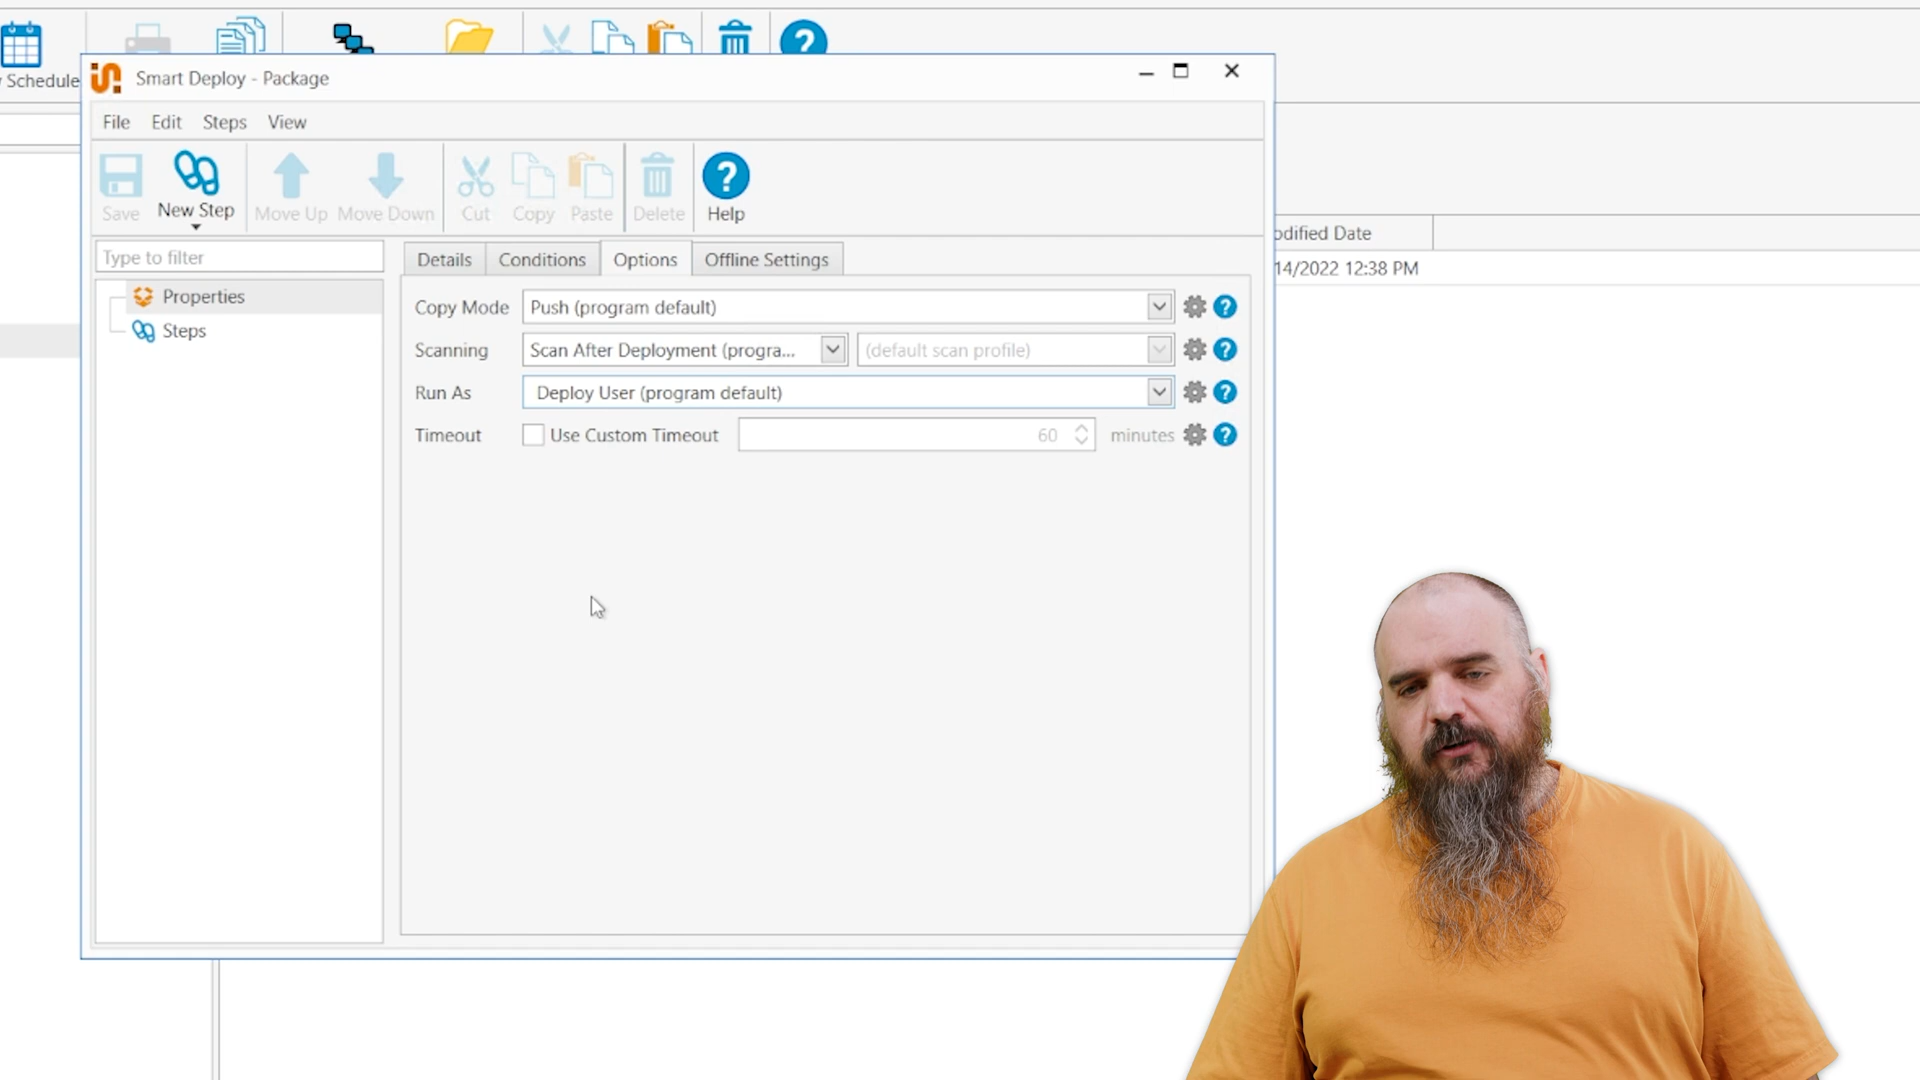 Schedule
Smart Deploy - Package
File Edit Steps View
Save New Step Move Up Move Down Cut Copy Paste Delete Help
Type to filter
Properties
Steps
Details Conditions Options Offline Settings
Copy Mode Push (program default)
Scanning Scan After Deployment (progra... (default scan profile)
Run As Deploy User (program default)
Timeout Use Custom Timeout 60 minutes
odified Date
14/2022 12:38 PM